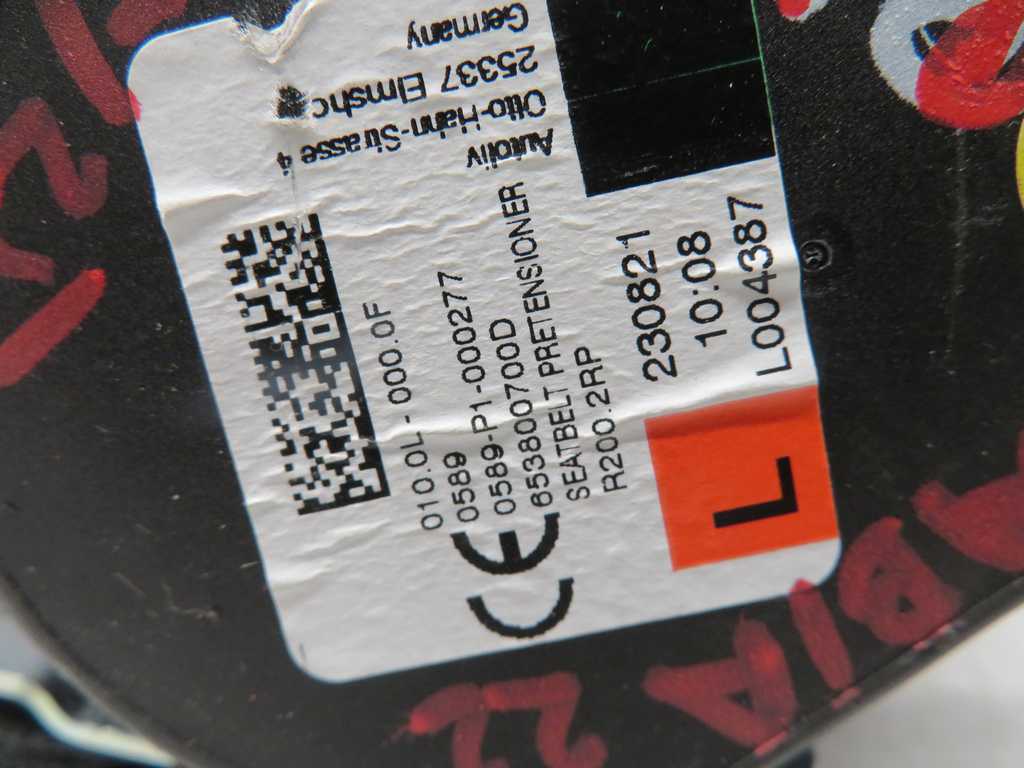 010.0L - 000.0F
0589
0589-P1-000277
653800700D
SEATBELT PRETENSIONER
R200.2RP
CE
230821
10:08
L004387
L
Autoliv
Otto-Hahn-Strasse 4
25337
Germany